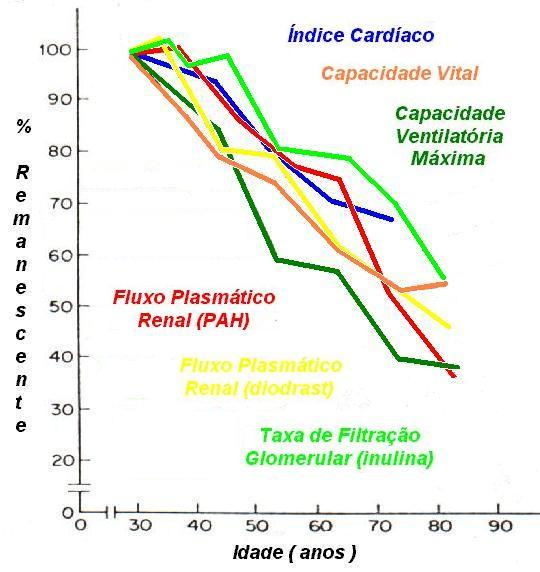 Índice Cardíaco
Capacidade Vital
Capacidade
Ventilatória
Máxima
% Remanescente
100
90
80
70
60
50
40
30
20
0
Fluxo Plasmático
Renal (PAH)
Fluxo Plasmático
Renal (diodrast)
Taxa de Filtração
Glomerular (inulina)
0 30 40 50 60 70 80 90
Idade ( anos )